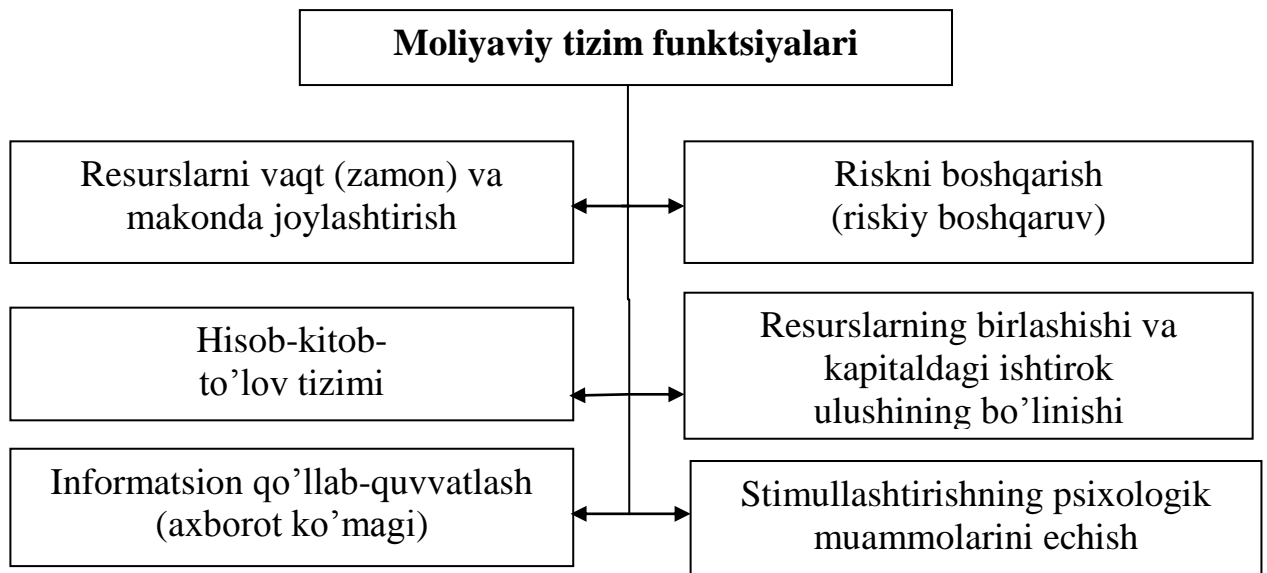 Moliyaviy tizim funktsiyalari
Resurslarni vaqt (zamon) va
makonda joylashtirish
Riskni boshqarish
(riskiy boshqaruv)
Hisob-kitob-
to’lov tizimi
Resurslarning birlashishi va
kapitaldagi ishtirok
ulushining bo’linishi
Informatsion qo’llab-quvvatlash
(axborot ko’magi)
Stimullashtirishning psixologik
muammolarini echish